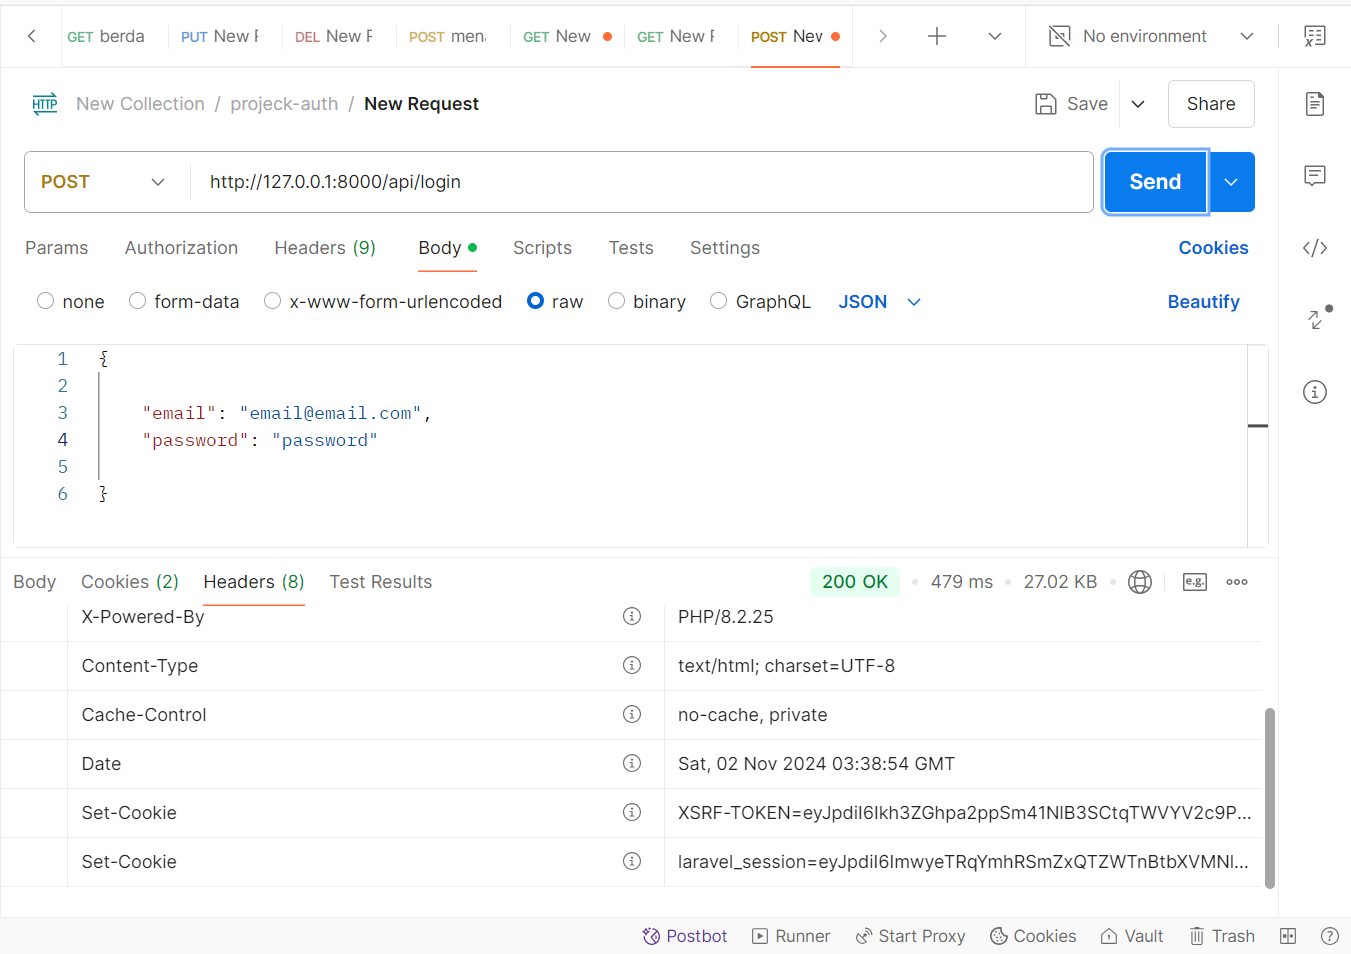 GET berda PUT New F DEL New F POST men GET New GET New F POST New No environment
HTTP New Collection / projeck-auth / New Request Save Share
POST http://127.0.0.1:8000/api/login Send
Params Authorization Headers (9) Body Scripts Tests Settings Cookies
none form-data x-www-form-urlencoded raw binary GraphQL JSON Beautify
1 {
2
3 "email": "email@email.com",
4 "password": "password"
5
6 }
Body Cookies (2) Headers (8) Test Results 200 OK 479 ms 27.02 KB e.g.
X-Powered-By PHP/8.2.25
Content-Type text/html; charset=UTF-8
Cache-Control no-cache, private
Date Sat, 02 Nov 2024 03:38:54 GMT
Set-Cookie XSRF-TOKEN=eyJpdiI6Ikh3ZGhpa2ppSm41NlB3SCtqTWVYV2c9P...
Set-Cookie laravel_session=eyJpdiI6ImwyeTRqYmhRSmZxQTZWTnBtbXVMNl...
Postbot Runner Start Proxy Cookies Vault Trash